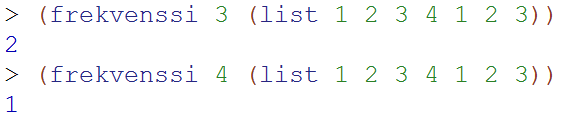 > (frekvenssi 3 (list 1 2 3 4 1 2 3))
2
> (frekvenssi 4 (list 1 2 3 4 1 2 3))
1